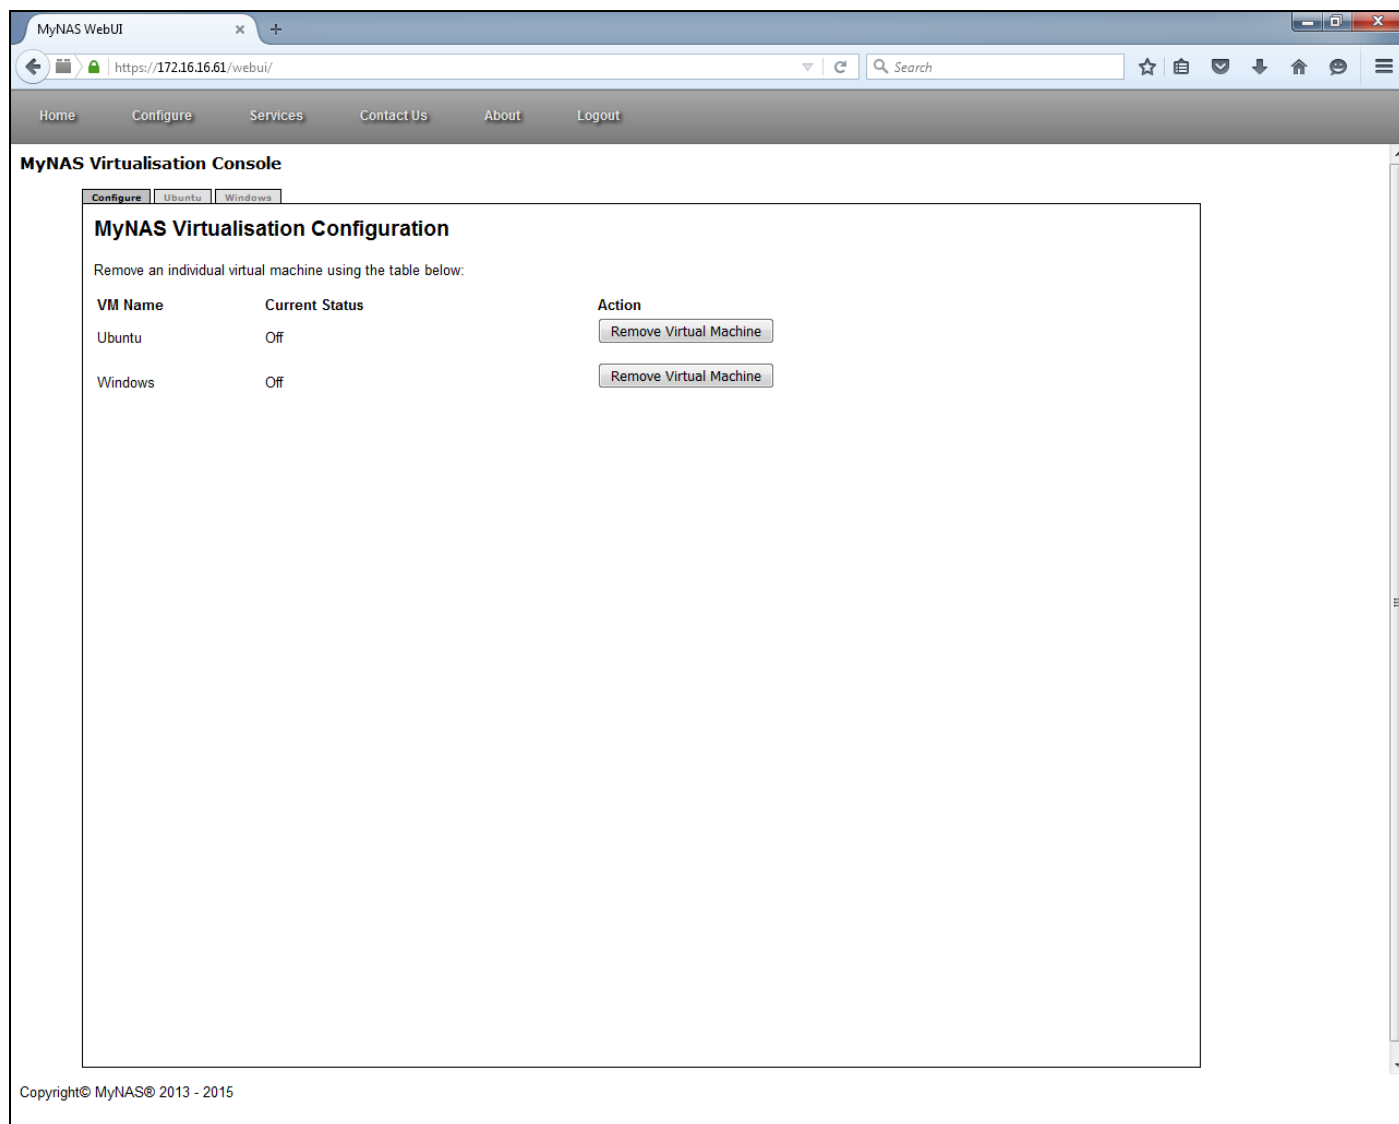 MyNAS WebUI
https://172.16.16.61/webui/
Search
Home Configure Services Contact Us About Logout
MyNAS Virtualisation Console
Configure Ubuntu Windows
MyNAS Virtualisation Configuration
Remove an individual virtual machine using the table below:
VM Name Current Status Action
Ubuntu Off Remove Virtual Machine
Windows Off Remove Virtual Machine
Copyright© MyNAS® 2013 - 2015